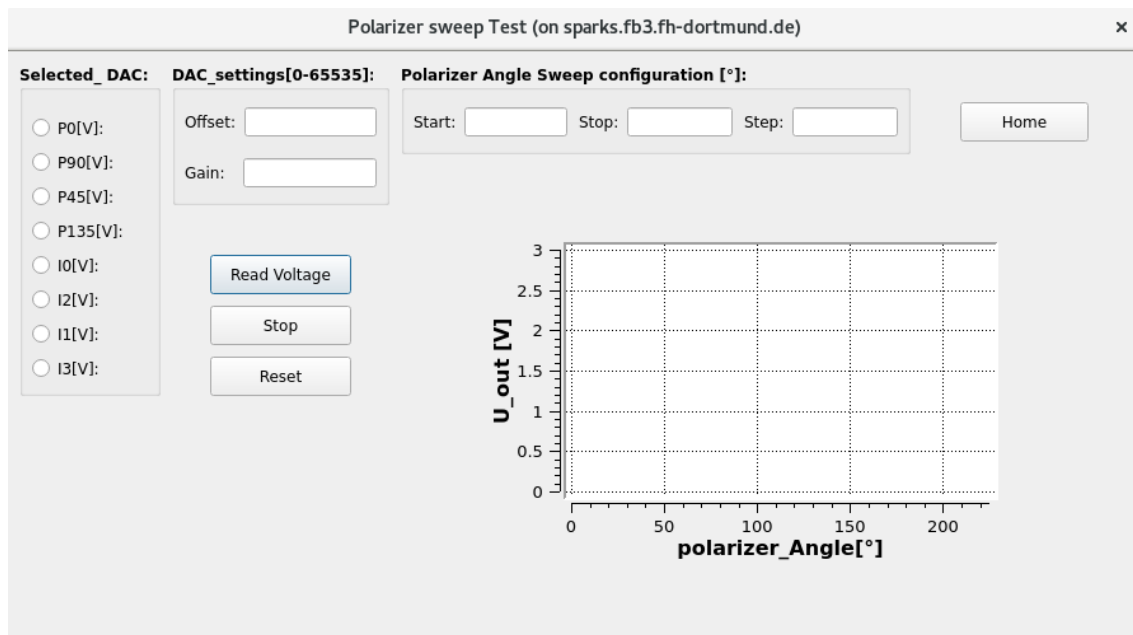 Polarizer sweep Test (on sparks.fb3.fh-dortmund.de)
×
Selected_ DAC:
P0[V]:
P90[V]:
P45[V]:
P135[V]:
I0[V]:
I2[V]:
I1[V]:
I3[V]:
DAC_settings[0-65535]:
Offset:
Gain:
Read Voltage
Stop
Reset
Polarizer Angle Sweep configuration [°]:
Start: Stop: Step:
Home
U_out [V]
3
2.5
2
1.5
1
0.5
0
0 50 100 150 200
polarizer_Angle[°]